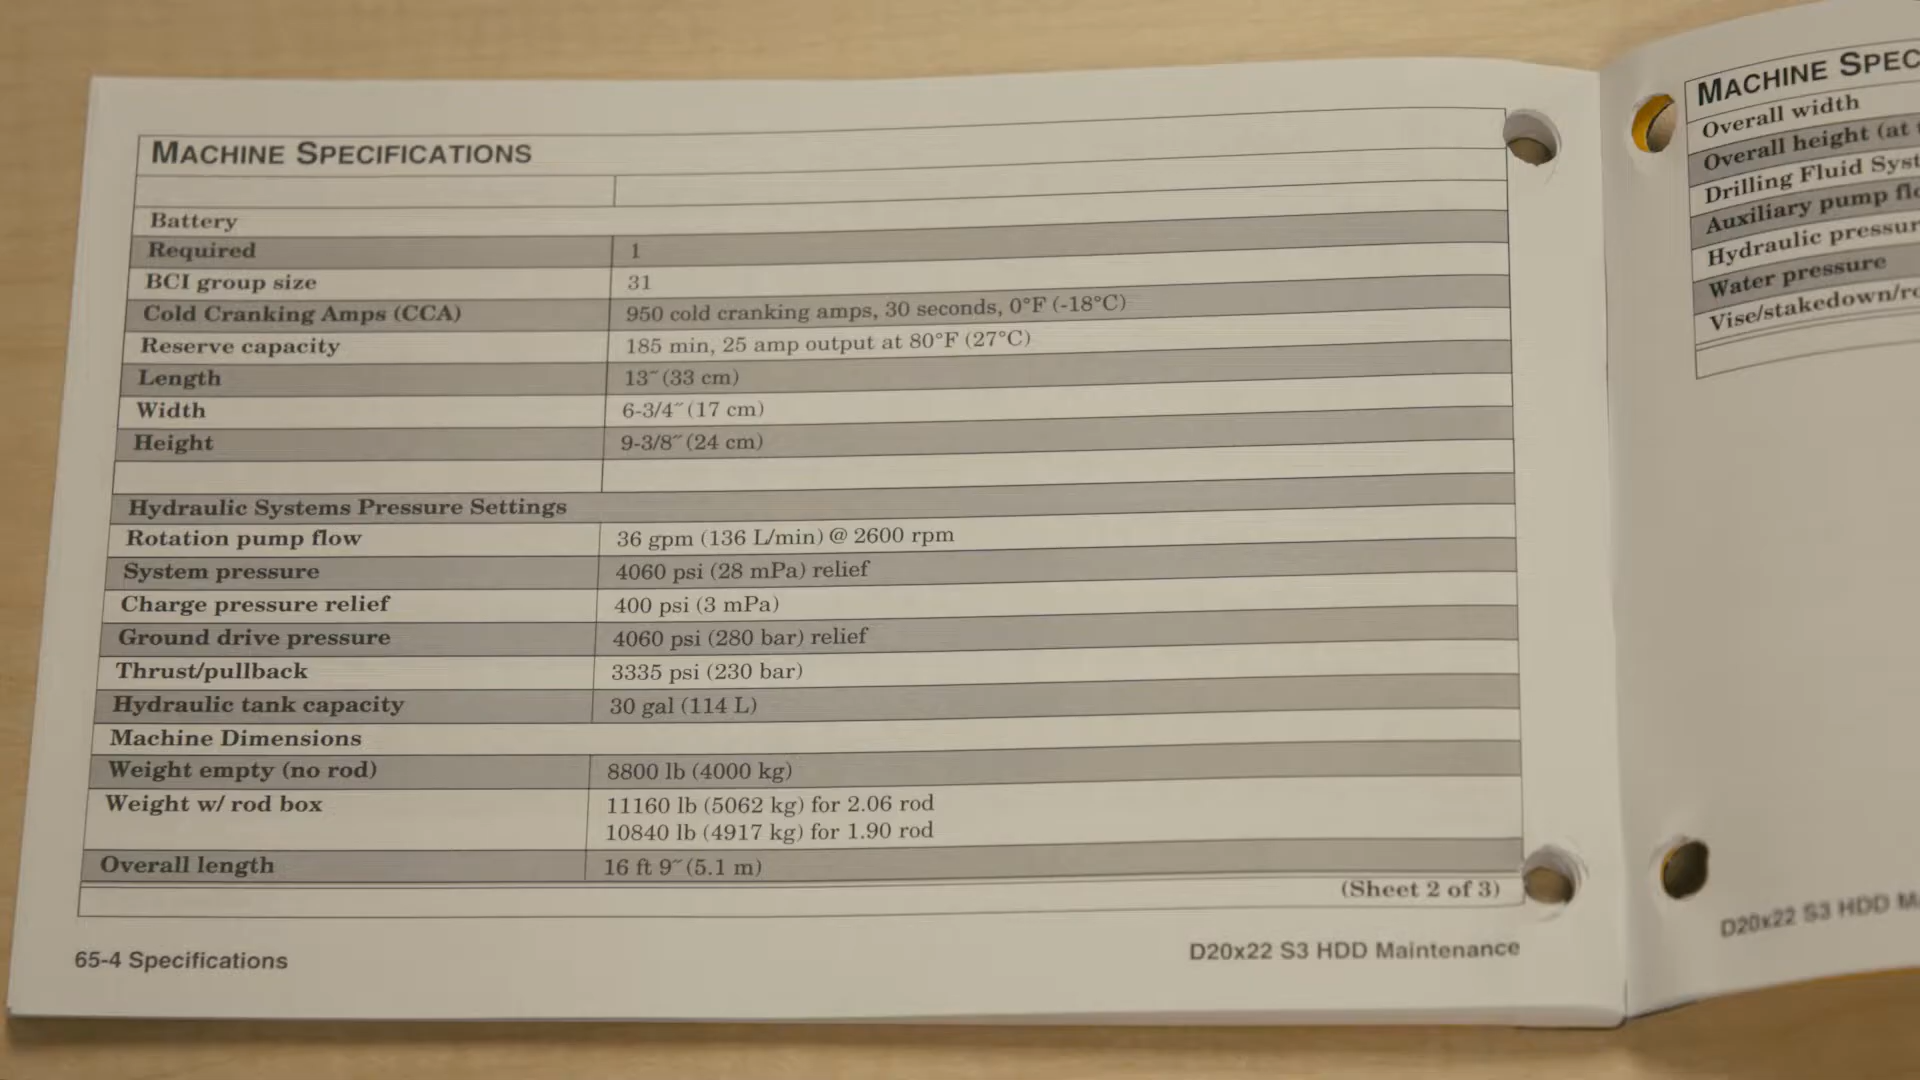 MACHINE SPECIFICATIONS
Battery
Required 1
BCI group size 31
Cold Cranking Amps (CCA) 950 cold cranking amps, 30 seconds, 0°F (-18°C)
Reserve capacity 185 min, 25 amp output at 80°F (27°C)
Length 13˝ (33 cm)
Width 6-3/4˝ (17 cm)
Height 9-3/8˝ (24 cm)
Hydraulic Systems Pressure Settings
Rotation pump flow 36 gpm (136 L/min) @ 2600 rpm
System pressure 4060 psi (28 mPa) relief
Charge pressure relief 400 psi (3 mPa)
Ground drive pressure 4060 psi (280 bar) relief
Thrust/pullback 3335 psi (230 bar)
Hydraulic tank capacity 30 gal (114 L)
Machine Dimensions
Weight empty (no rod) 8800 lb (4000 kg)
Weight w/ rod box 11160 lb (5062 kg) for 2.06 rod
10840 lb (4917 kg) for 1.90 rod
Overall length 16 ft 9˝ (5.1 m)
(Sheet 2 of 3)
65-4 Specifications D20x22 S3 HDD Maintenance
MACHINE SPEC
Overall width
Overall height (at
Drilling Fluid Syst
Auxiliary pump flo
Hydraulic pressur
Water pressure
Vise/stakedown/ro
D20x22 S3 HDD M